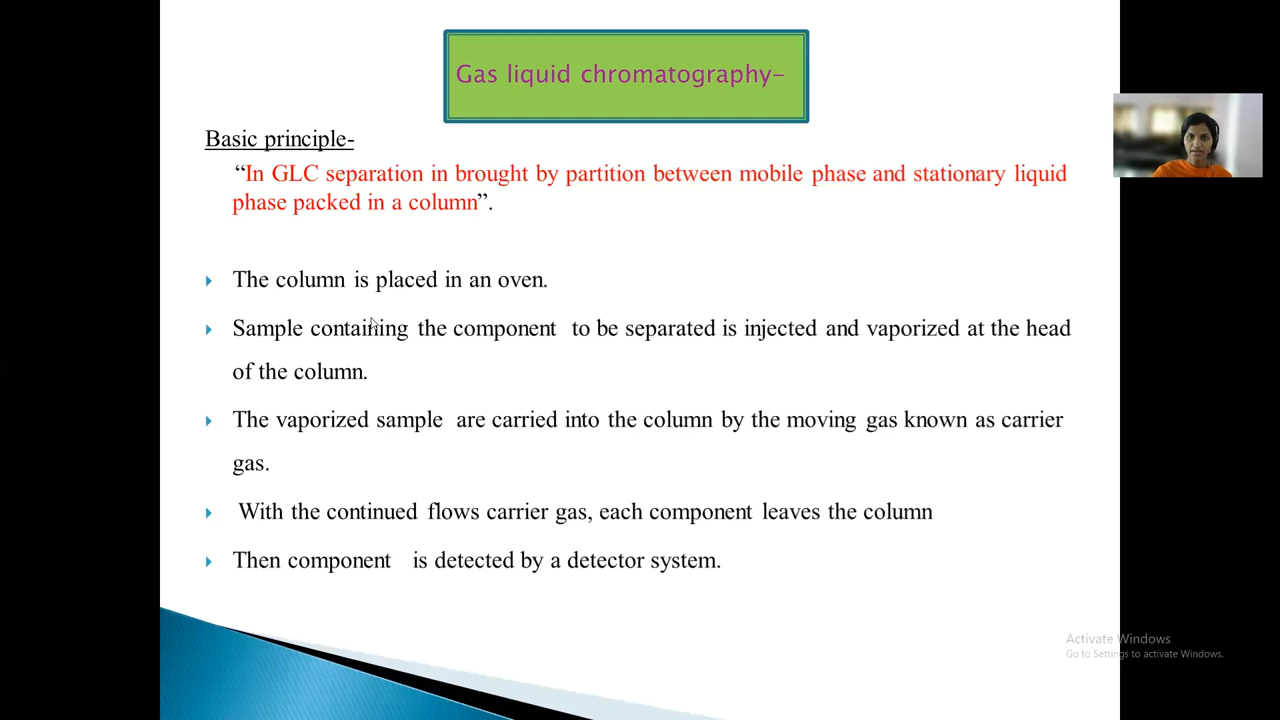 Gas liquid chromatography-
Basic principle-
“In GLC separation in brought by partition between mobile phase and stationary liquid
phase packed in a column”.
The column is placed in an oven.
Sample containing the component to be separated is injected and vaporized at the head
of the column.
The vaporized sample are carried into the column by the moving gas known as carrier
gas.
With the continued flows carrier gas, each component leaves the column
Then component is detected by a detector system.
Activate Windows
Go to Settings to activate Windows.